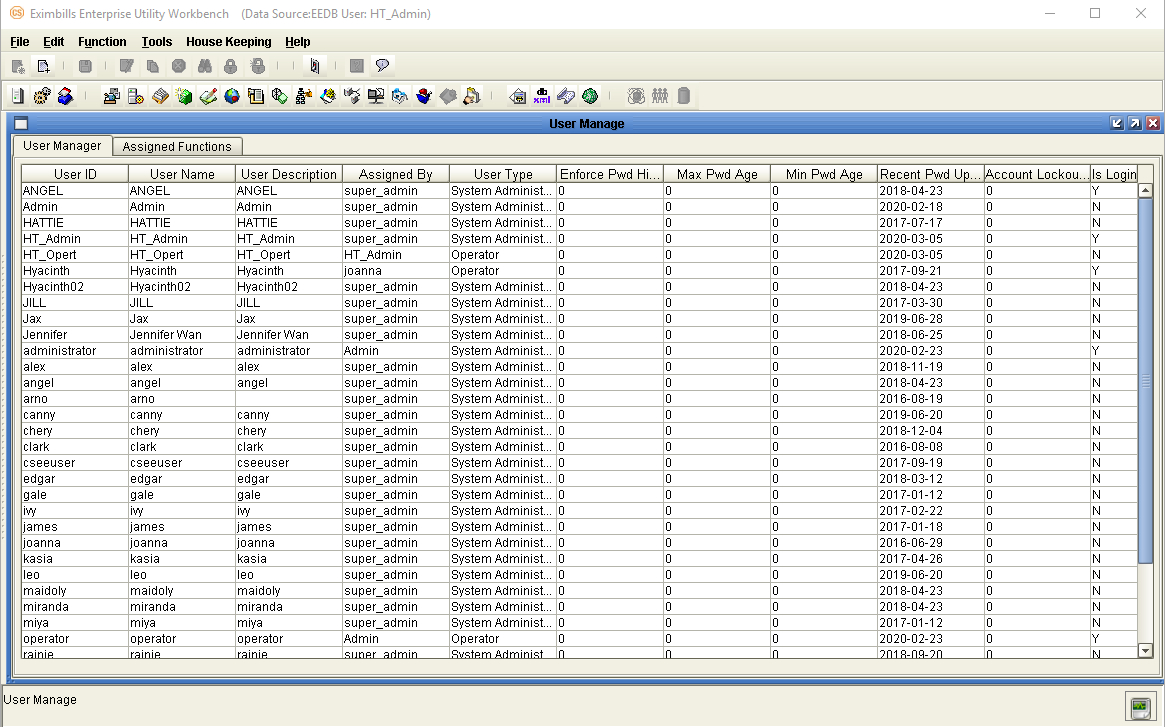 CS Eximbills Enterprise Utility Workbench (Data Source:EEDB User: HT_Admin)
File Edit Function Tools House Keeping Help
db xml
User Manage
User Manager Assigned Functions
User ID User Name User Description Assigned By User Type Enforce Pwd Hi... Max Pwd Age Min Pwd Age Recent Pwd Up... Account Lockou... Is Login
ANGEL ANGEL ANGEL super_admin System Administ... 0 0 0 2018-04-23 0 Y
Admin Admin Admin super_admin System Administ... 0 0 0 2020-02-18 0 N
HATTIE HATTIE HATTIE super_admin System Administ... 0 0 0 2017-07-17 0 N
HT_Admin HT_Admin HT_Admin super_admin System Administ... 0 0 0 2020-03-05 0 Y
HT_Opert HT_Opert HT_Opert HT_Admin Operator 0 0 0 2020-03-05 0 N
Hyacinth Hyacinth Hyacinth joanna Operator 0 0 0 2017-09-21 0 Y
Hyacinth02 Hyacinth02 Hyacinth02 super_admin System Administ... 0 0 0 2018-04-23 0 N
JILL JILL JILL super_admin System Administ... 0 0 0 2017-03-30 0 N
Jax Jax Jax super_admin System Administ... 0 0 0 2019-06-28 0 N
Jennifer Jennifer Wan Jennifer Wan super_admin System Administ... 0 0 0 2018-06-25 0 N
administrator administrator administrator Admin System Administ... 0 0 0 2020-02-23 0 Y
alex alex alex super_admin System Administ... 0 0 0 2018-11-19 0 N
angel angel angel super_admin System Administ... 0 0 0 2018-04-23 0 N
arno arno super_admin System Administ... 0 0 0 2016-08-19 0 N
canny canny canny super_admin System Administ... 0 0 0 2019-06-20 0 N
chery chery chery super_admin System Administ... 0 0 0 2018-12-04 0 N
clark clark clark super_admin System Administ... 0 0 0 2016-08-08 0 N
cseeuser cseeuser cseeuser super_admin System Administ... 0 0 0 2017-09-19 0 N
edgar edgar edgar super_admin System Administ... 0 0 0 2018-03-12 0 N
gale gale gale super_admin System Administ... 0 0 0 2017-01-12 0 N
ivy ivy ivy super_admin System Administ... 0 0 0 2017-02-22 0 N
james james james super_admin System Administ... 0 0 0 2017-01-18 0 N
joanna joanna joanna super_admin System Administ... 0 0 0 2016-06-29 0 N
kasia kasia kasia super_admin System Administ... 0 0 0 2017-04-26 0 N
leo leo leo super_admin System Administ... 0 0 0 2019-06-20 0 N
maidoly maidoly maidoly super_admin System Administ... 0 0 0 2018-04-23 0 N
miranda miranda miranda super_admin System Administ... 0 0 0 2018-04-23 0 N
miya miya miya super_admin System Administ... 0 0 0 2017-01-12 0 N
operator operator operator Admin Operator 0 0 0 2020-02-23 0 Y
rainie rainie rainie super_admin System Administ 0 0 0 2018-09-20 0 N
User Manage